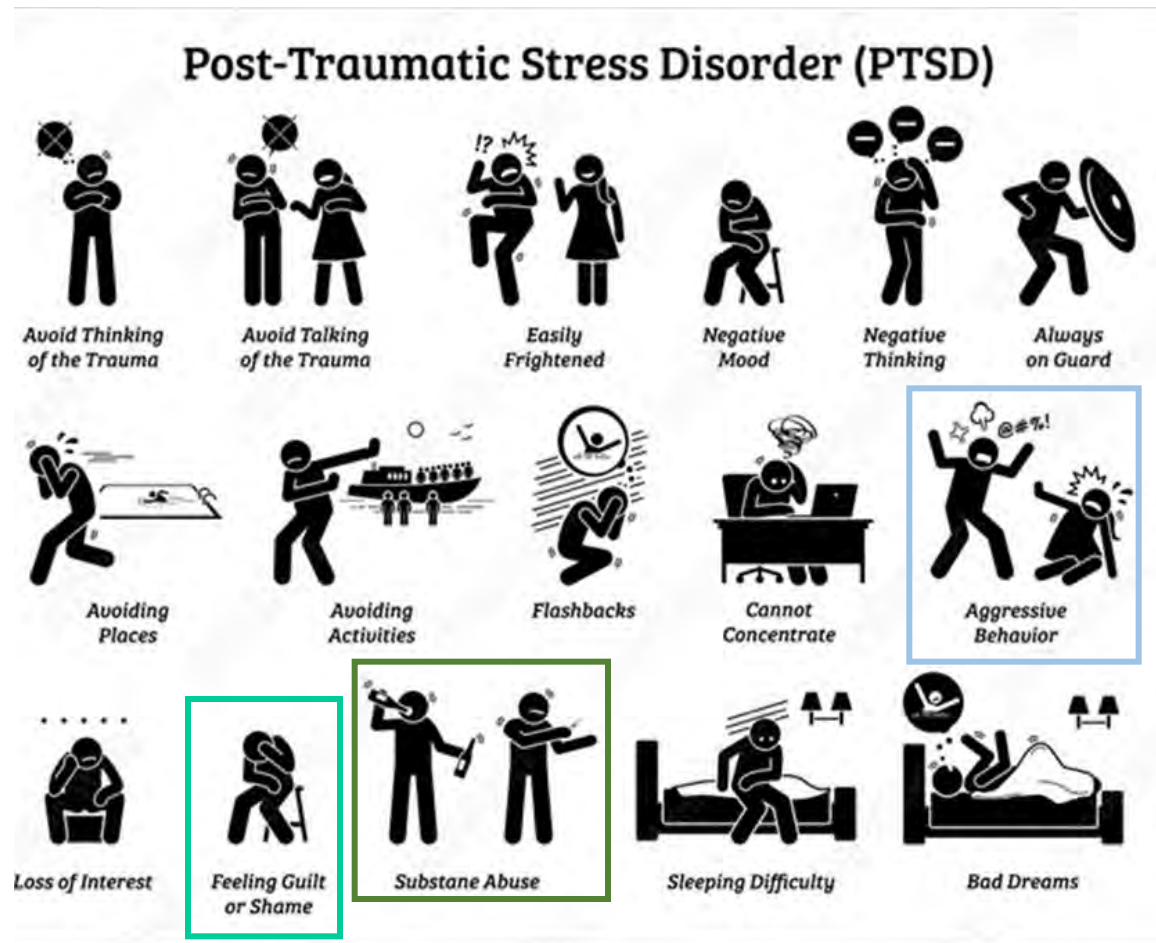 Post-Traumatic Stress Disorder (PTSD)
!?
Avoid Thinking
of the Trauma
Avoid Talking
of the Trauma
Easily
Frightened
Negative
Mood
Negative
Thinking
Always
on Guard
@#%!
Avoiding
Places
Avoiding
Activities
Flashbacks
Cannot
Concentrate
Aggressive
Behavior
Loss of Interest
Feeling Guilt
or Shame
Substane Abuse
Sleeping Difficulty
Bad Dreams